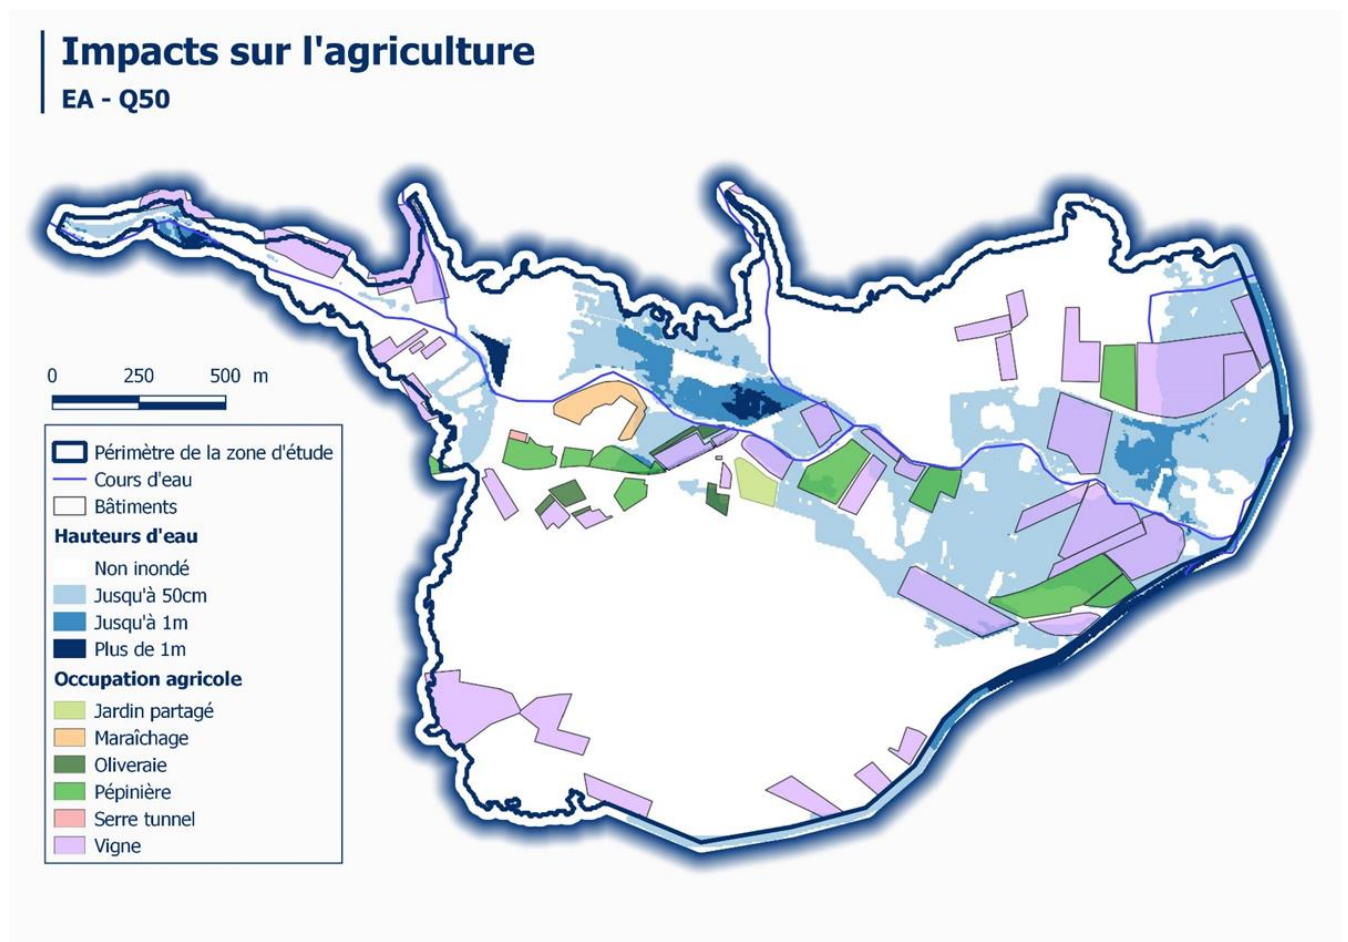 Impacts sur l'agriculture
EA - Q50
0 250 500 m
Périmètre de la zone d'étude
Cours d'eau
Bâtiments
Hauteurs d'eau
Non inondé
Jusqu'à 50cm
Jusqu'à 1m
Plus de 1m
Occupation agricole
Jardin partagé
Maraîchage
Oliveraie
Pépinière
Serre tunnel
Vigne